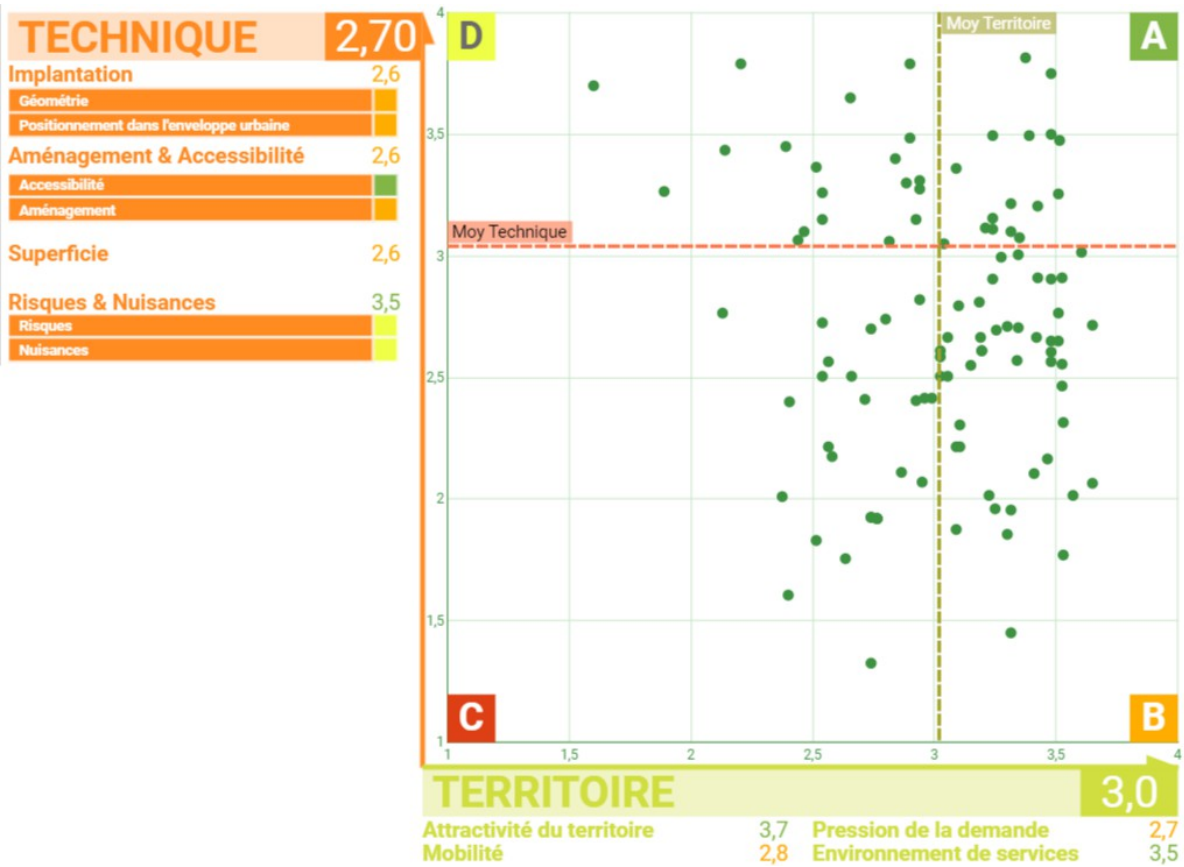 TECHNIQUE 2,70
Implantation 2,6
Géométrie
Positionnement dans l'enveloppe urbaine
Aménagement & Accessibilité 2,6
Accessibilité
Aménagement
Superficie 2,6
Risques & Nuisances 3,5
Risques
Nuisances
4
D
Moy Territoire
A
3,5
Moy Technique
3
2,5
2
1,5
C
B
1
1 1,5 2 2,5 3 3,5 4
TERRITOIRE 3,0
Attractivité du territoire 3,7 Pression de la demande 2,7
Mobilité 2,8 Environnement de services 3,5